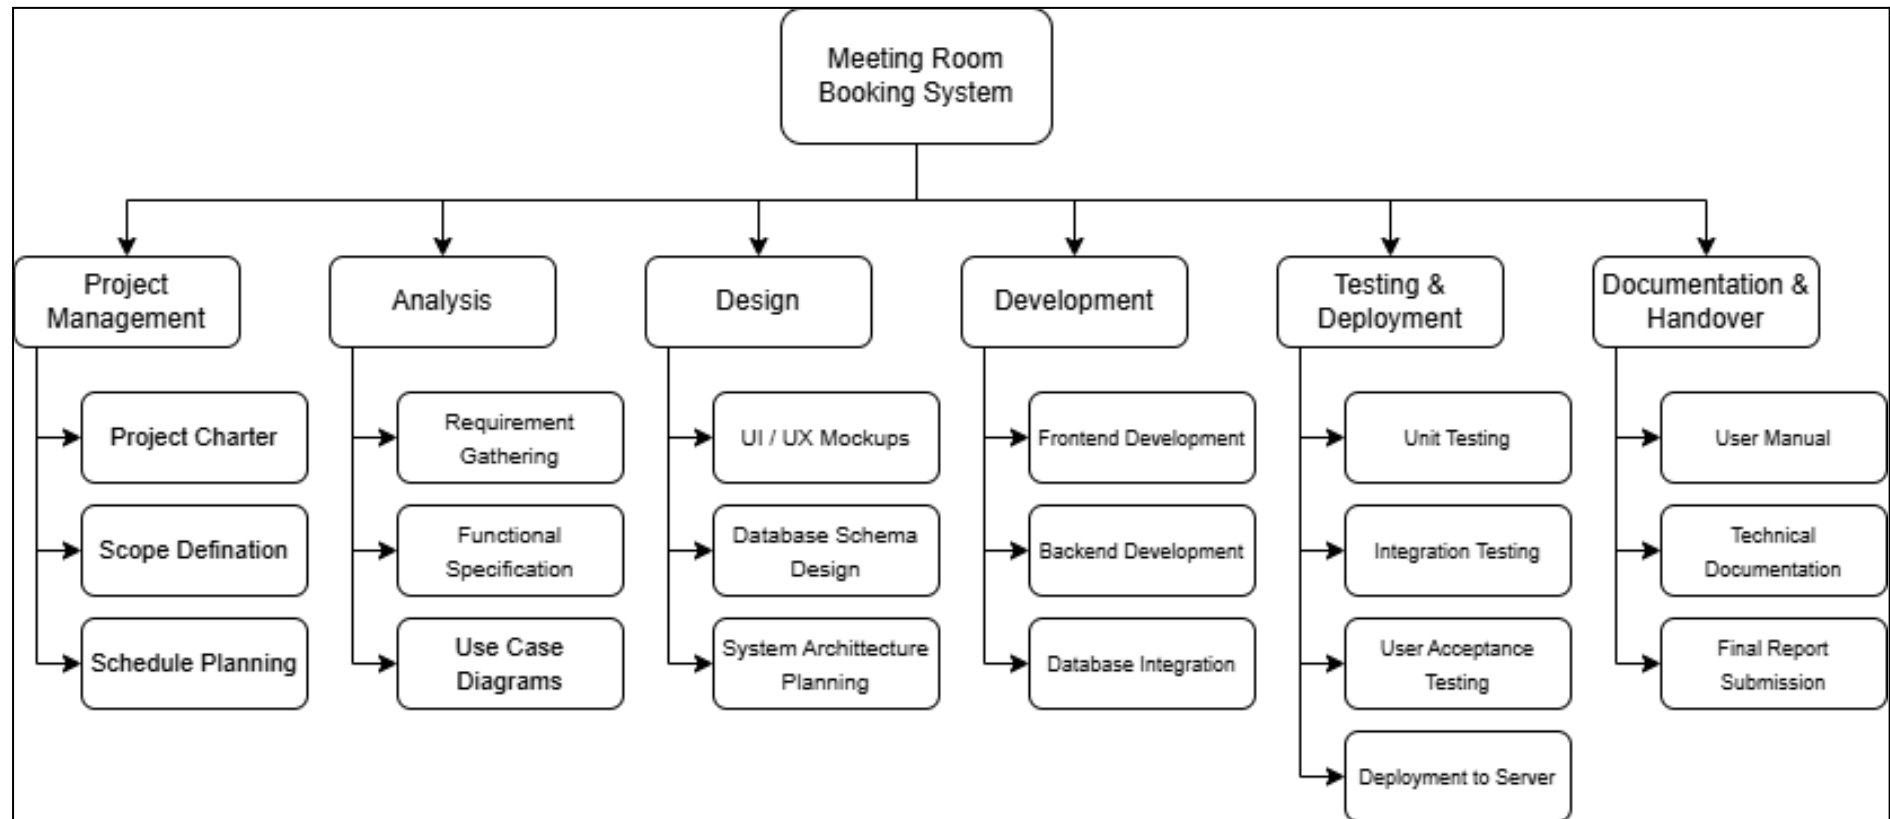 Meeting Room
Booking System
Project
Management
Analysis
Design
Development
Testing &
Deployment
Documentation &
Handover
Project Charter
Requirement
Gathering
UI / UX Mockups
Frontend Development
Unit Testing
User Manual
Scope Defination
Functional
Specification
Database Schema
Design
Backend Development
Integration Testing
Technical
Documentation
Schedule Planning
Use Case
Diagrams
System Archittecture
Planning
Database Integration
User Acceptance
Testing
Final Report
Submission
Deployment to Server